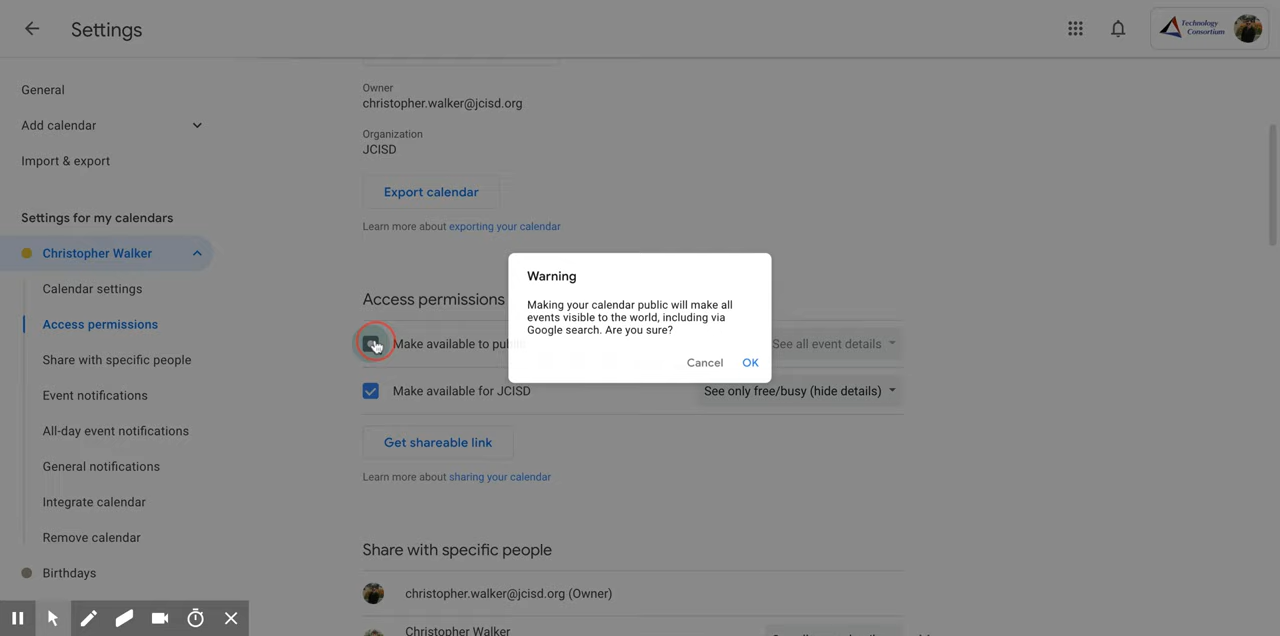 Settings
Technology
Consortium
General
Add calendar
Import & export
Settings for my calendars
Christopher Walker
Calendar settings
Access permissions
Share with specific people
Event notifications
All-day event notifications
General notifications
Integrate calendar
Remove calendar
Birthdays
Owner
christopher.walker@jcisd.org
Organization
JCISD
Export calendar
Learn more about exporting your calendar
Access permissions
Make available to public
See all event details
Make available for JCISD
See only free/busy (hide details)
Get shareable link
Learn more about sharing your calendar
Share with specific people
christopher.walker@jcisd.org (Owner)
Christopher Walker
Warning
Making your calendar public will make all
events visible to the world, including via
Google search. Are you sure?
Cancel
OK